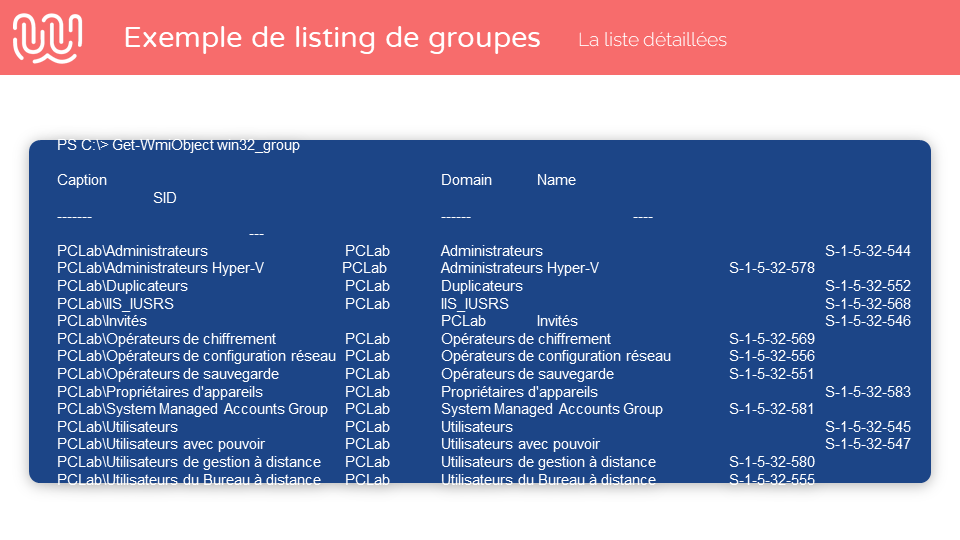 Exemple de listing de groupes La liste détaillées
PS C:\> Get-WmiObject win32_group
Caption Domain Name
SID
------- ------ ----
---
PCLab\Administrateurs PCLab Administrateurs S-1-5-32-544
PCLab\Administrateurs Hyper-V PCLab Administrateurs Hyper-V S-1-5-32-578
PCLab\Duplicateurs PCLab Duplicateurs S-1-5-32-552
PCLab\IIS_IUSRS PCLab IIS_IUSRS S-1-5-32-568
PCLab\Invités PCLab Invités S-1-5-32-546
PCLab\Opérateurs de chiffrement PCLab Opérateurs de chiffrement S-1-5-32-569
PCLab\Opérateurs de configuration réseau PCLab Opérateurs de configuration réseau S-1-5-32-556
PCLab\Opérateurs de sauvegarde PCLab Opérateurs de sauvegarde S-1-5-32-551
PCLab\Propriétaires d'appareils PCLab Propriétaires d'appareils S-1-5-32-583
PCLab\System Managed Accounts Group PCLab System Managed Accounts Group S-1-5-32-581
PCLab\Utilisateurs PCLab Utilisateurs S-1-5-32-545
PCLab\Utilisateurs avec pouvoir PCLab Utilisateurs avec pouvoir S-1-5-32-547
PCLab\Utilisateurs de gestion à distance PCLab Utilisateurs de gestion à distance S-1-5-32-580
PCLab\Utilisateurs du Bureau à distance PCLab Utilisateurs du Bureau à distance S-1-5-32-555